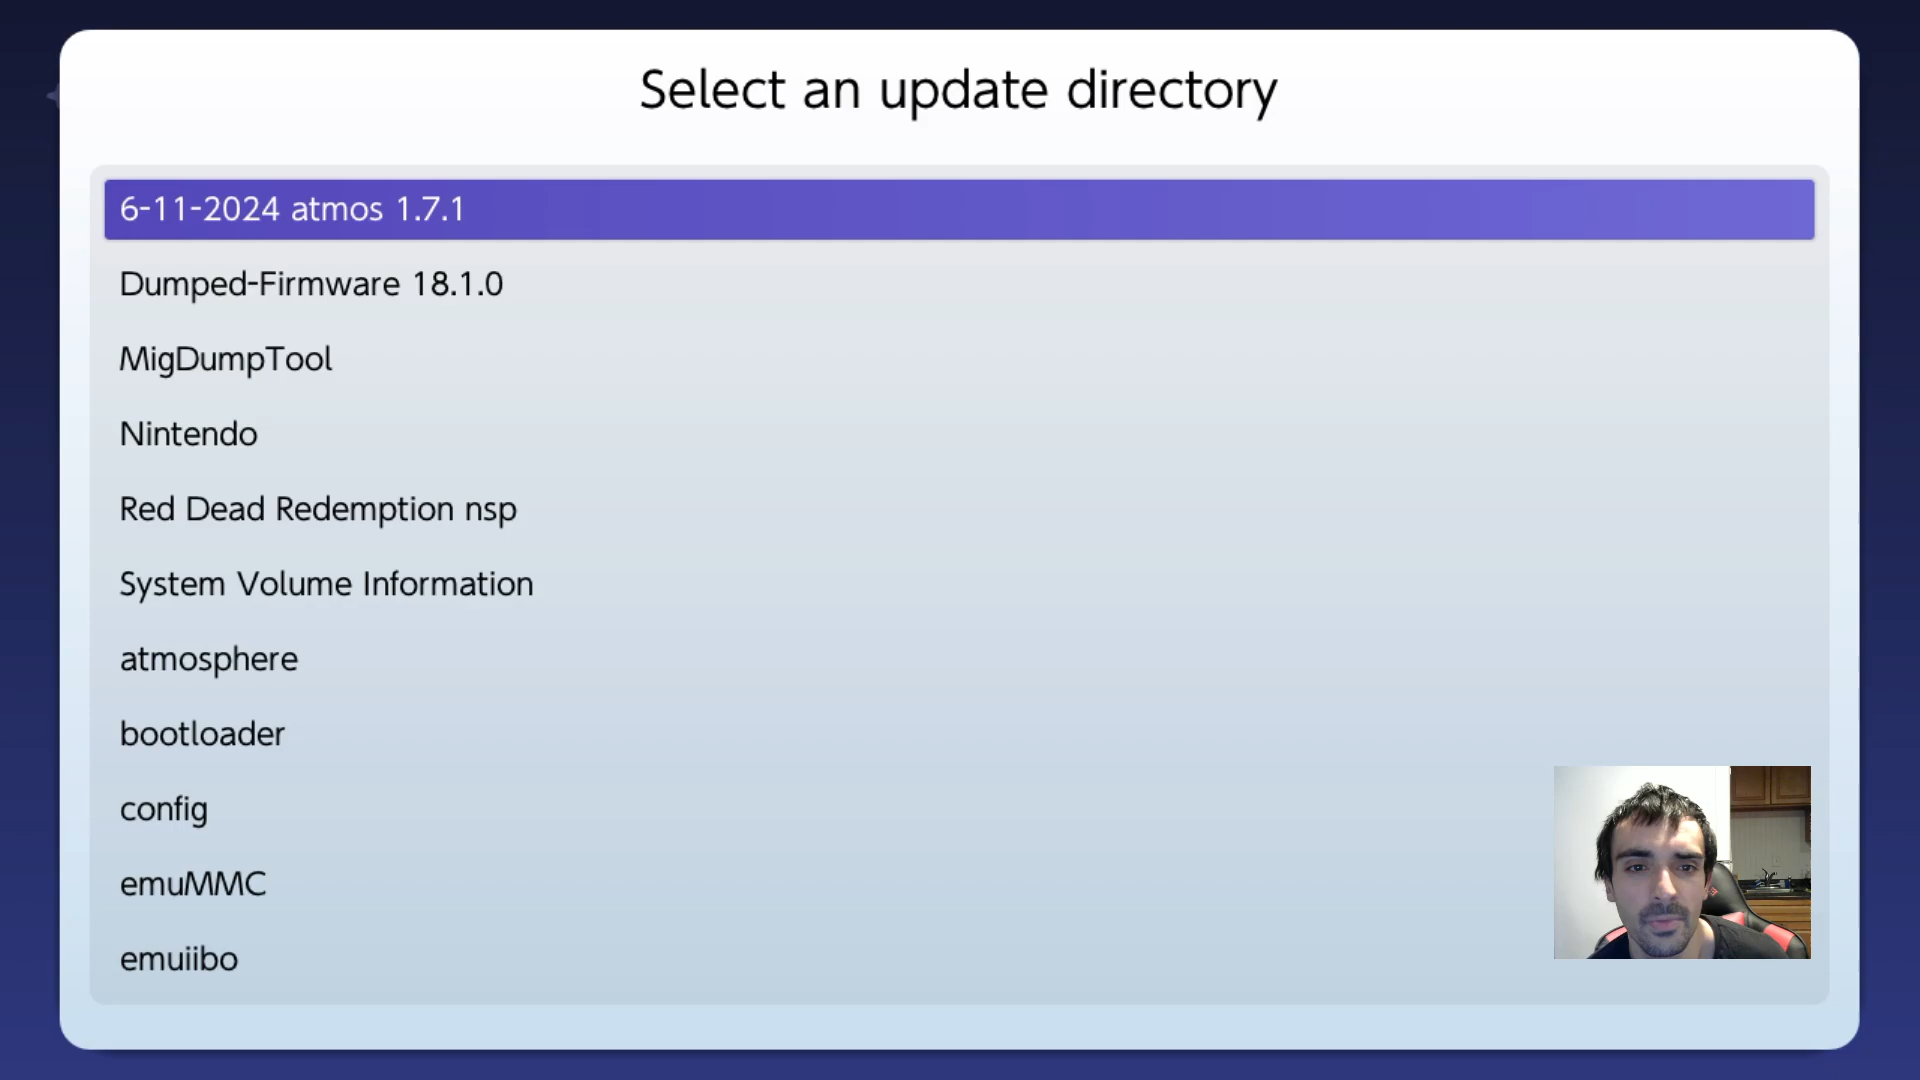 Select an update directory
6-11-2024 atmos 1.7.1
Dumped-Firmware 18.1.0
MigDumpTool
Nintendo
Red Dead Redemption nsp
System Volume Information
atmosphere
bootloader
config
emuMMC
emuiibo